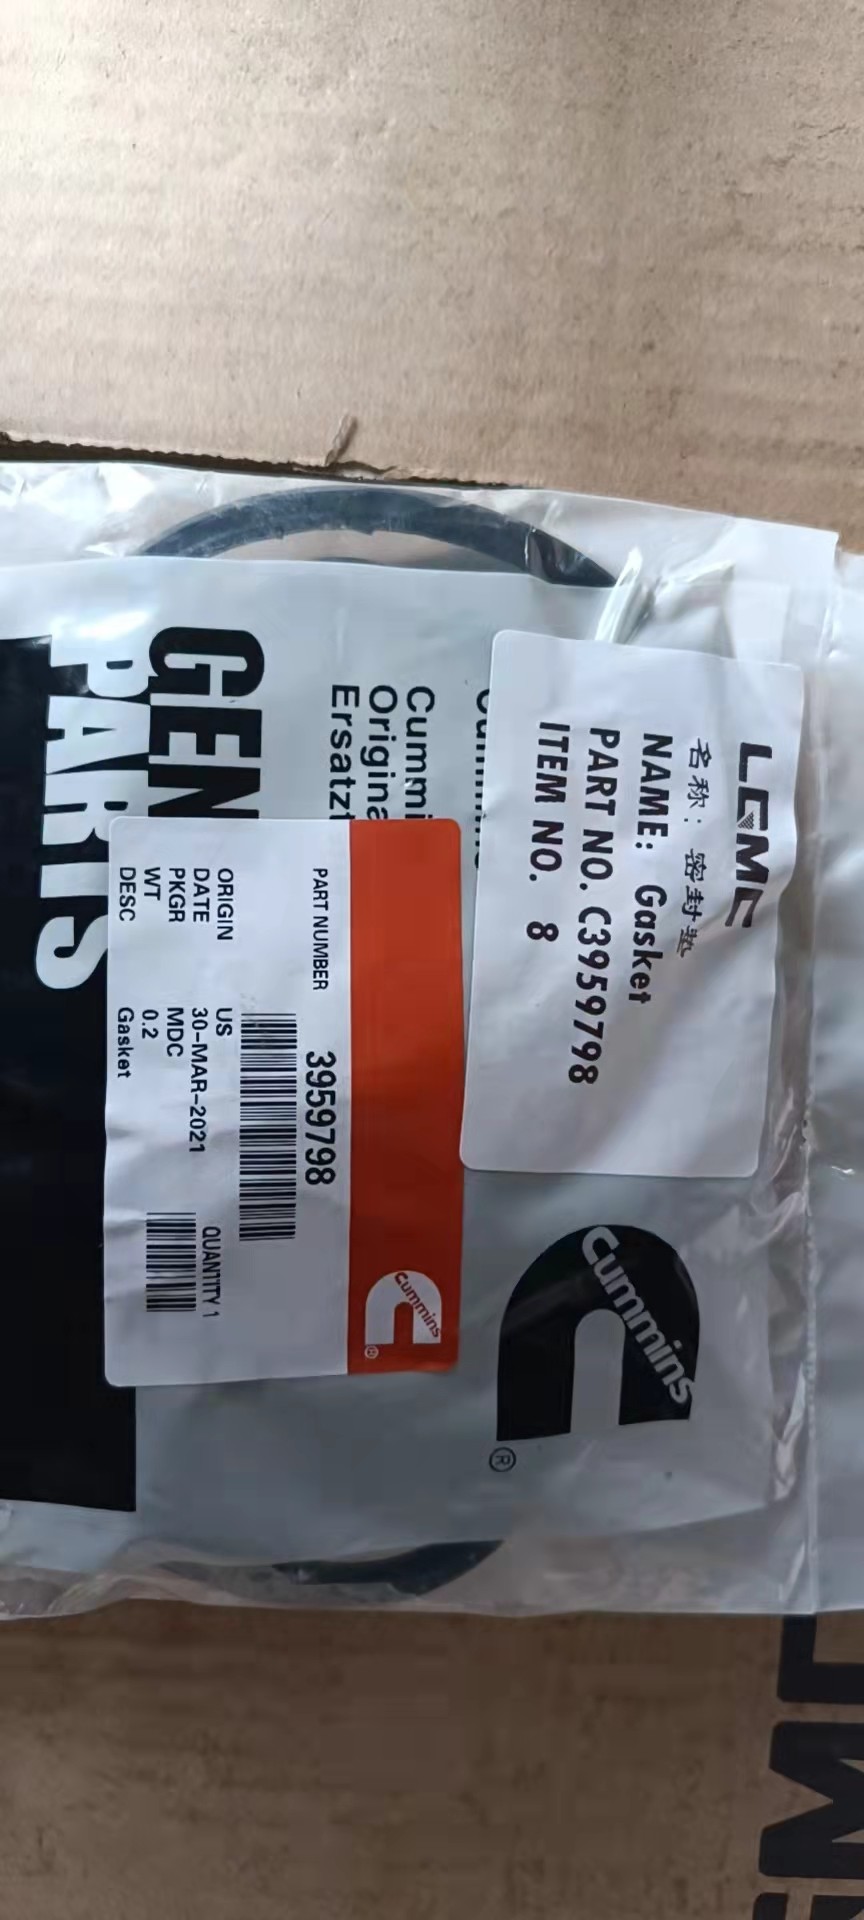 LGMC
名称：密封垫
NAME: Gasket
PART NO. C3959798
ITEM NO. 8
Cummins
Cummi
Origina
Ersatzt
GEN
PARTS
Cummins
®
Cummins
®
PART NUMBER 3959798
ORIGIN US
DATE 30-MAR-2021
PKGR MDC
WT 0.2
DESC Gasket
QUANTITY 1